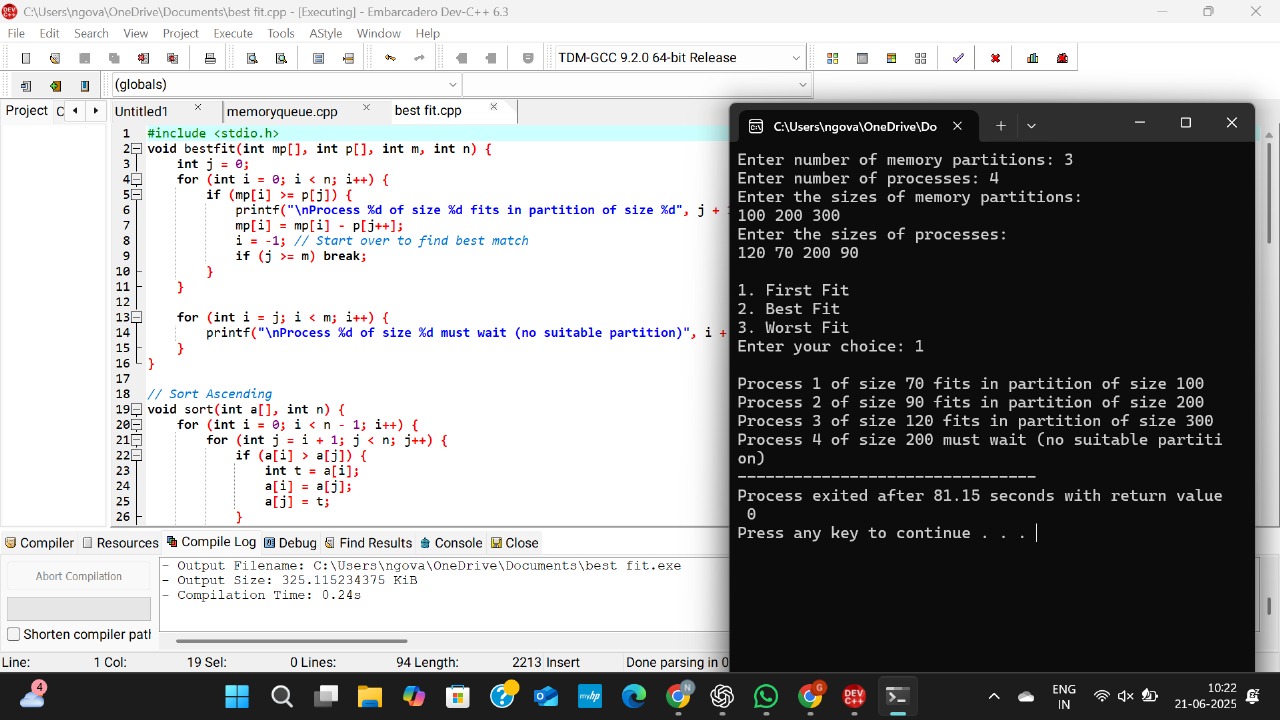 C:\Users\ngova\OneDrive\Documents\best fit.cpp - [Executing] - Embarcadero Dev-C++ 6.3
File Edit Search View Project Execute Tools AStyle Window Help
TDM-GCC 9.2.0 64-bit Release
(globals)
Project C Untitled1 memoryqueue.cpp best fit.cpp
1 #include <stdio.h>
2 void bestfit(int mp[], int p[], int m, int n) {
3 int j = 0;
4 for (int i = 0; i < n; i++) {
5 if (mp[i] >= p[j]) {
6 printf("\nProcess %d of size %d fits in partition of size %d", j +
7 mp[i] = mp[i] - p[j++];
8 i = -1; // Start over to find best match
9 if (j >= m) break;
10 }
11 }
12
13 for (int i = j; i < m; i++) {
14 printf("\nProcess %d of size %d must wait (no suitable partition)", i +
15 }
16 }
17
18 // Sort Ascending
19 void sort(int a[], int n) {
20 for (int i = 0; i < n - 1; i++) {
21 for (int j = i + 1; j < n; j++) {
22 if (a[i] > a[j]) {
23 int t = a[i];
24 a[i] = a[j];
25 a[j] = t;
26 }
C:\Users\ngova\OneDrive\Do
Enter number of memory partitions: 3
Enter number of processes: 4
Enter the sizes of memory partitions:
100 200 300
Enter the sizes of processes:
120 70 200 90
1. First Fit
2. Best Fit
3. Worst Fit
Enter your choice: 1
Process 1 of size 70 fits in partition of size 100
Process 2 of size 90 fits in partition of size 200
Process 3 of size 120 fits in partition of size 300
Process 4 of size 200 must wait (no suitable partiti
on)
--------------------------------
Process exited after 81.15 seconds with return value
0
Press any key to continue . . .
Compiler Resources Compile Log Debug Find Results Console Close
Abort Compilation
Shorten compiler path
- Output Filename: C:\Users\ngova\OneDrive\Documents\best fit.exe
- Output Size: 325.115234375 KiB
- Compilation Time: 0.24s
Line: 1 Col: 19 Sel: 0 Lines: 94 Length: 2213 Insert Done parsing in 0
4
ENG
IN
10:22
21-06-2025